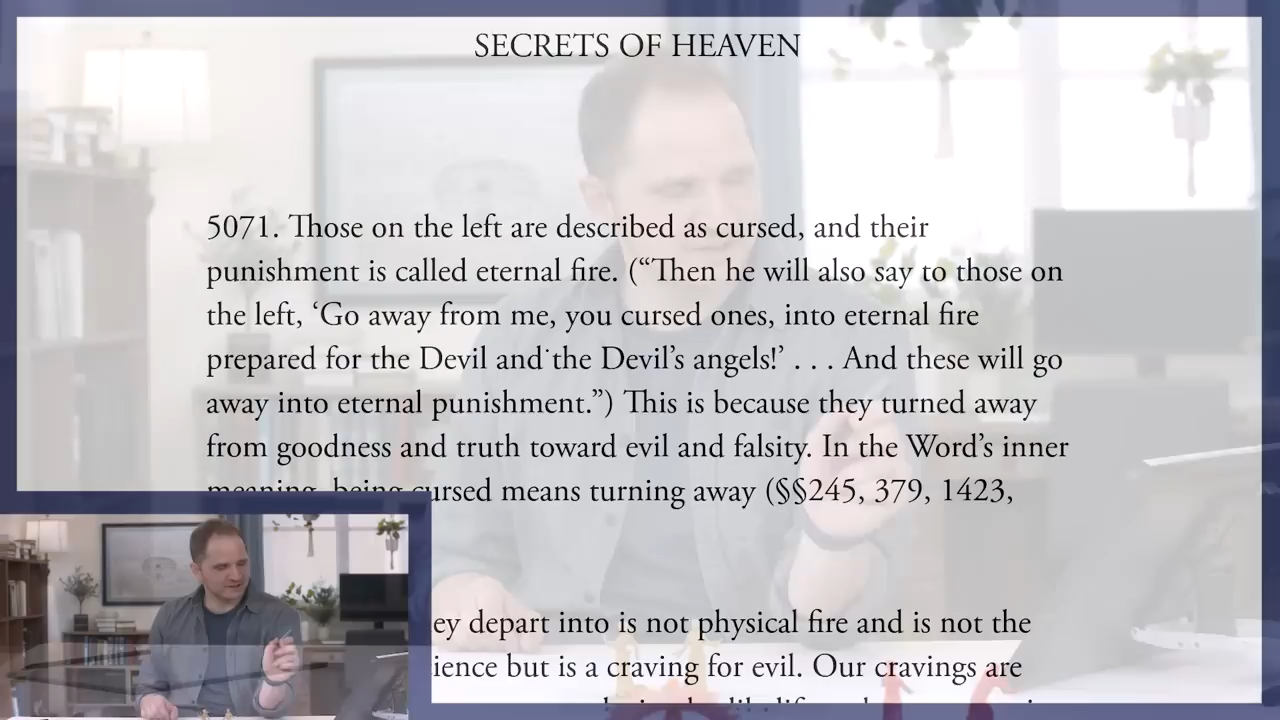 SECRETS OF HEAVEN
5071. Those on the left are described as cursed, and their
punishment is called eternal fire. (“Then he will also say to those on
the left, ‘Go away from me, you cursed ones, into eternal fire
prepared for the Devil and the Devil’s angels!’ . . . And these will go
away into eternal punishment.”) This is because they turned away
from goodness and truth toward evil and falsity. In the Word’s inner
meaning, being cursed means turning away (§§245, 379, 1423,
ey depart into is not physical fire and is not the
ience but is a craving for evil. Our cravings are